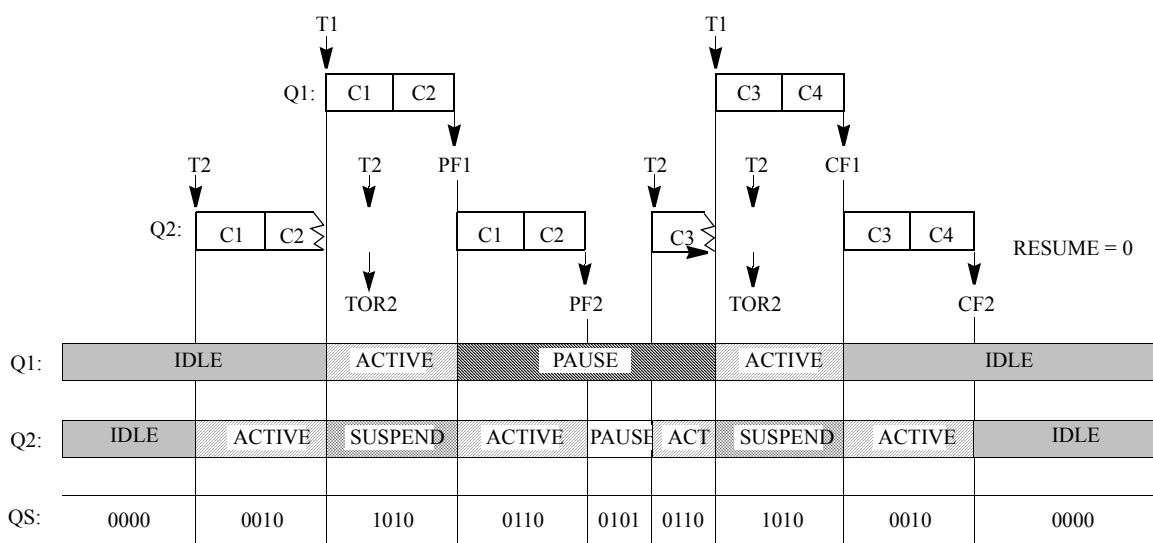 T1 T1
Q1: C1 C2 C3 C4
T2 T2 PF1 T2 T2 CF1
Q2: C1 C2 C1 C2 C3 C3 C4 RESUME = 0
TOR2 PF2 TOR2 CF2
Q1: IDLE ACTIVE PAUSE ACTIVE IDLE
Q2: IDLE ACTIVE SUSPEND ACTIVE PAUSE ACT SUSPEND ACTIVE IDLE
QS: 0000 0010 1010 0110 0101 0110 1010 0010 0000